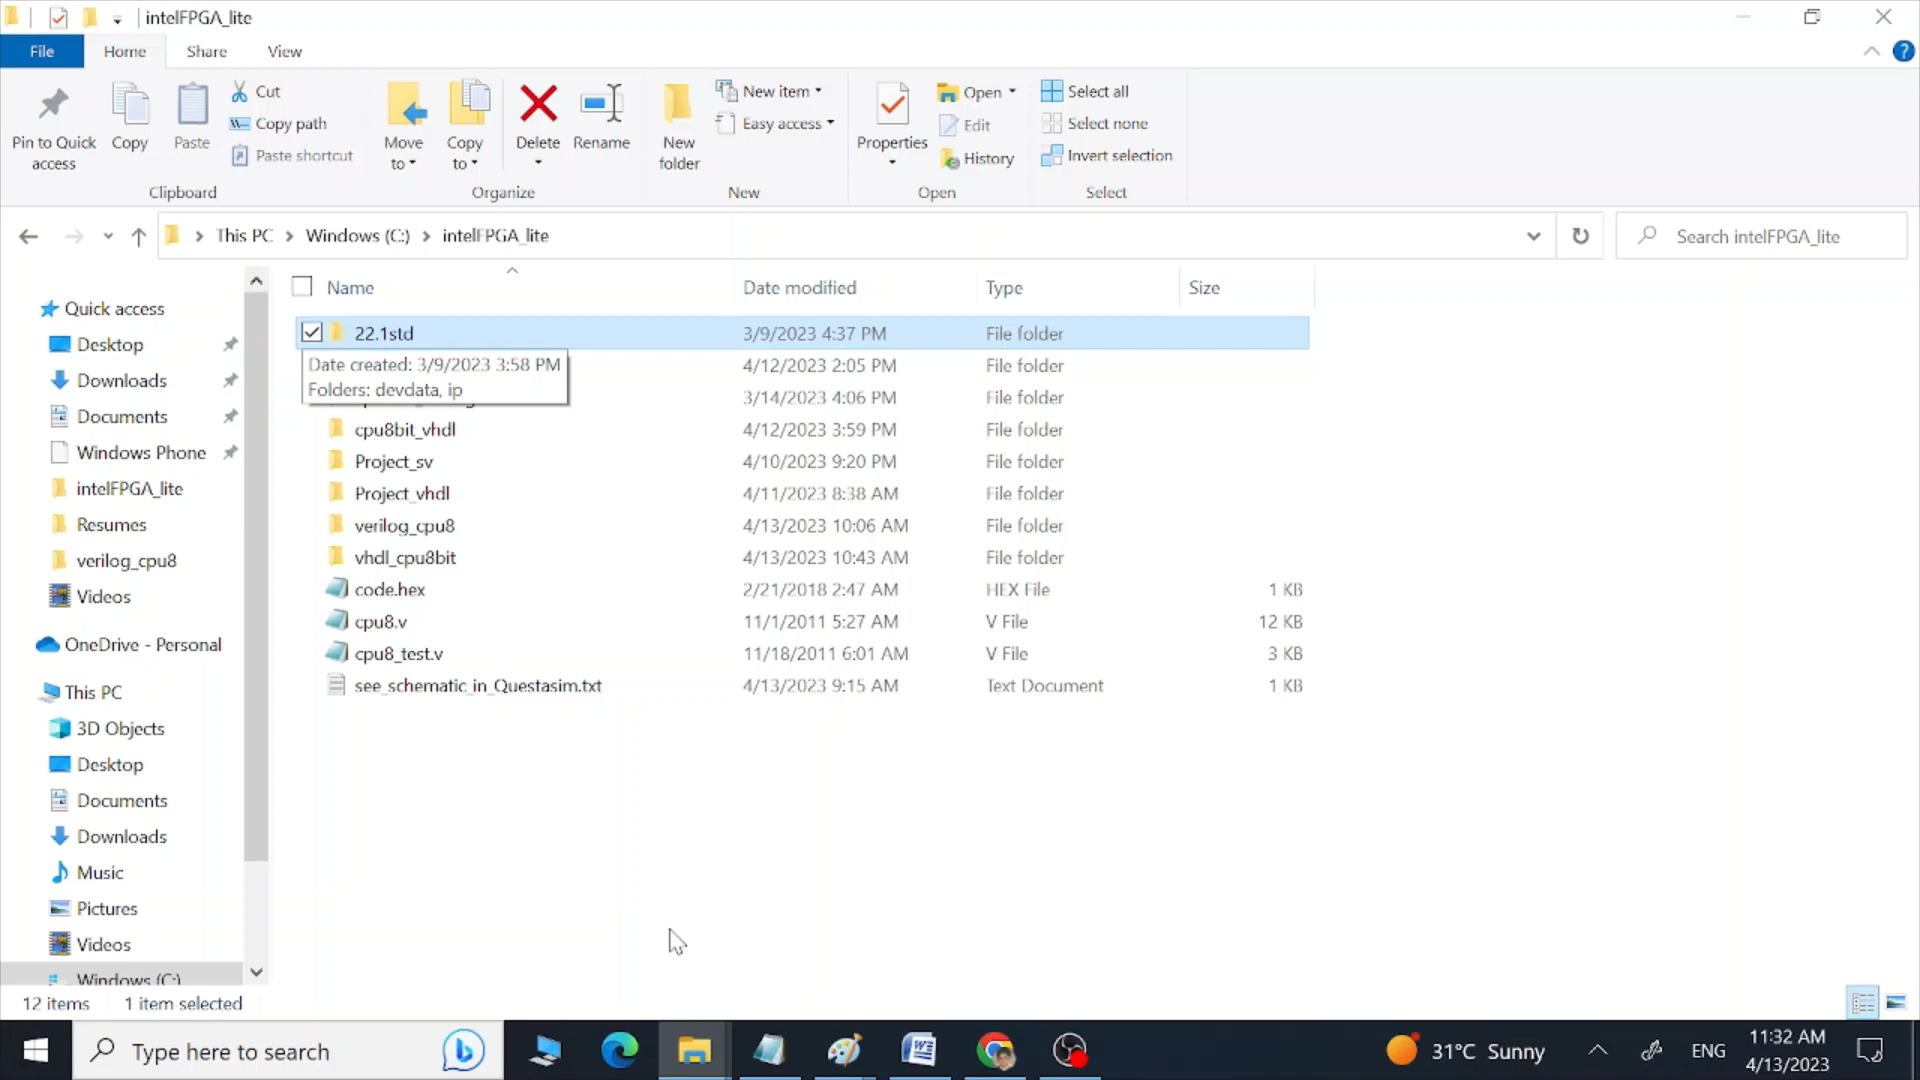 intelFPGA_lite
File
Home
Share
View
Pin to Quick access
Copy
Paste
Cut
Copy path
Paste shortcut
Clipboard
Move to
Copy to
Delete
Rename
Organize
New folder
New item
Easy access
New
Properties
Open
Edit
History
Open
Select all
Select none
Invert selection
Select
This PC > Windows (C:) > intelFPGA_lite
Search intelFPGA_lite
Name Date modified Type Size
22.1std 3/9/2023 4:37 PM File folder
Date created: 3/9/2023 3:58 PM
Folders: devdata, ip
4/12/2023 2:05 PM File folder
3/14/2023 4:06 PM File folder
cpu8bit_vhdl 4/12/2023 3:59 PM File folder
Project_sv 4/10/2023 9:20 PM File folder
Project_vhdl 4/11/2023 8:38 AM File folder
verilog_cpu8 4/13/2023 10:06 AM File folder
vhdl_cpu8bit 4/13/2023 10:43 AM File folder
code.hex 2/21/2018 2:47 AM HEX File 1 KB
cpu8.v 11/1/2011 5:27 AM V File 12 KB
cpu8_test.v 11/18/2011 6:01 AM V File 3 KB
see_schematic_in_Questasim.txt 4/13/2023 9:15 AM Text Document 1 KB
Quick access
Desktop
Downloads
Documents
Windows Phone
intelFPGA_lite
Resumes
verilog_cpu8
Videos
OneDrive - Personal
This PC
3D Objects
Desktop
Documents
Downloads
Music
Pictures
Videos
Windows (C:)
12 items 1 item selected
Type here to search
31°C Sunny
ENG
11:32 AM
4/13/2023